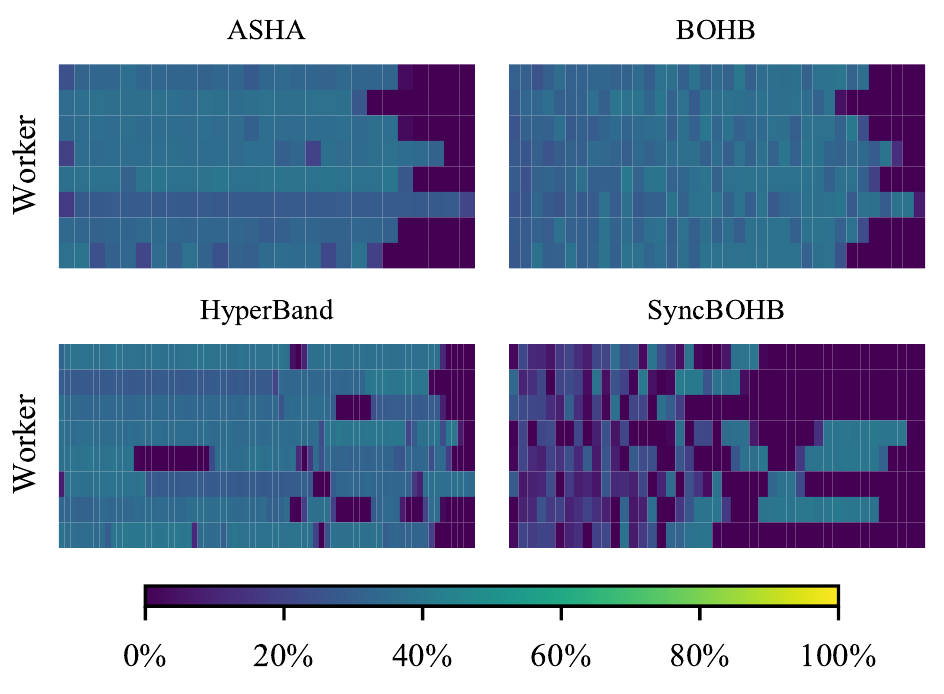 ASHA
BOHB
Worker
HyperBand
SyncBOHB
Worker
0% 20% 40% 60% 80% 100%